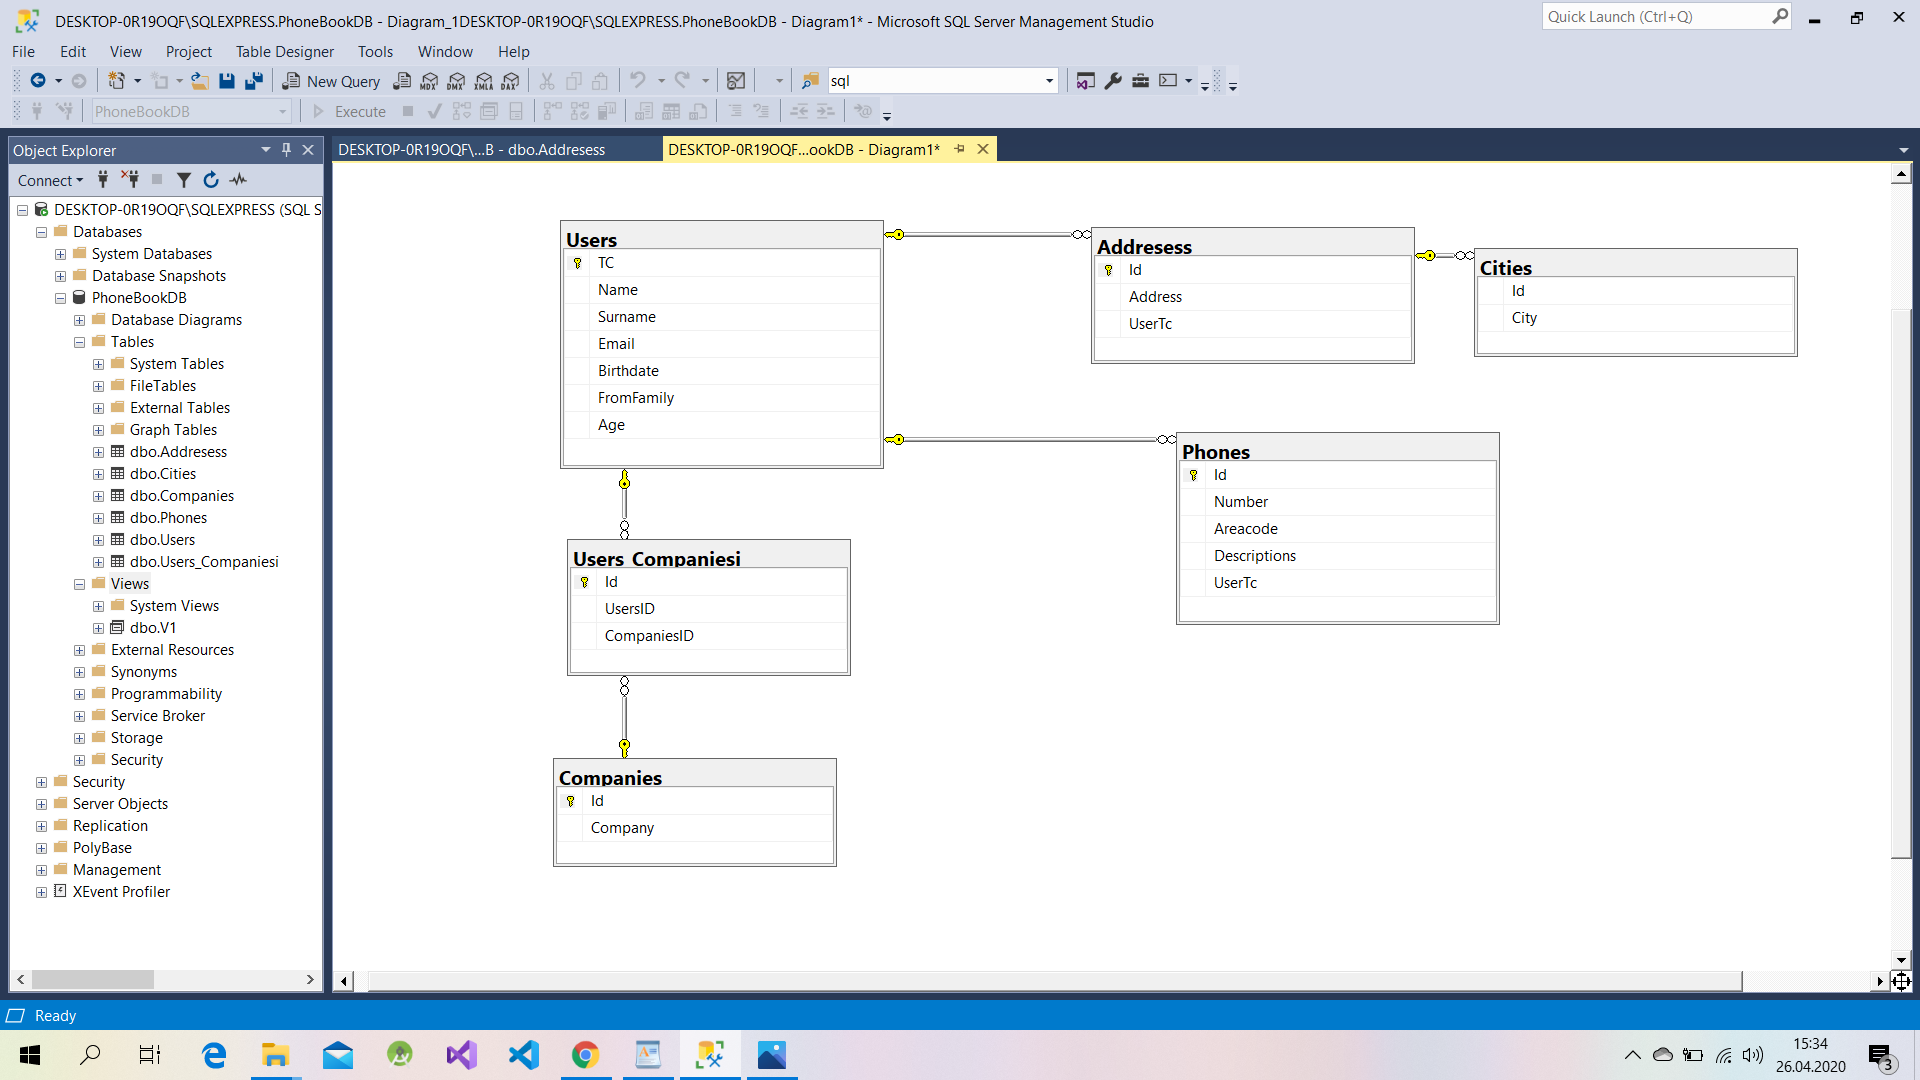 DESKTOP-0R19OQF\SQLEXPRESS.PhoneBookDB - Diagram_1DESKTOP-0R19OQF\SQLEXPRESS.PhoneBookDB - Diagram1* - Microsoft SQL Server Management Studio
Quick Launch (Ctrl+Q)
File Edit View Project Table Designer Tools Window Help
New Query MDX DMX XMLA DAX sql
PhoneBookDB Execute
Object Explorer
DESKTOP-0R19OQF\...B - dbo.Addresess
DESKTOP-0R19OQF...ookDB - Diagram1*
Connect
DESKTOP-0R19OQF\SQLEXPRESS (SQL S
Databases
System Databases
Database Snapshots
PhoneBookDB
Database Diagrams
Tables
System Tables
FileTables
External Tables
Graph Tables
dbo.Addresess
dbo.Cities
dbo.Companies
dbo.Phones
dbo.Users
dbo.Users_Companiesi
Views
System Views
dbo.V1
External Resources
Synonyms
Programmability
Service Broker
Storage
Security
Security
Server Objects
Replication
PolyBase
Management
XEvent Profiler
Users
TC
Name
Surname
Email
Birthdate
FromFamily
Age
Addresess
Id
Address
UserTc
Cities
Id
City
Phones
Id
Number
Areacode
Descriptions
UserTc
Users_Companiesi
Id
UsersID
CompaniesID
Companies
Id
Company
Ready
15:34
26.04.2020
3